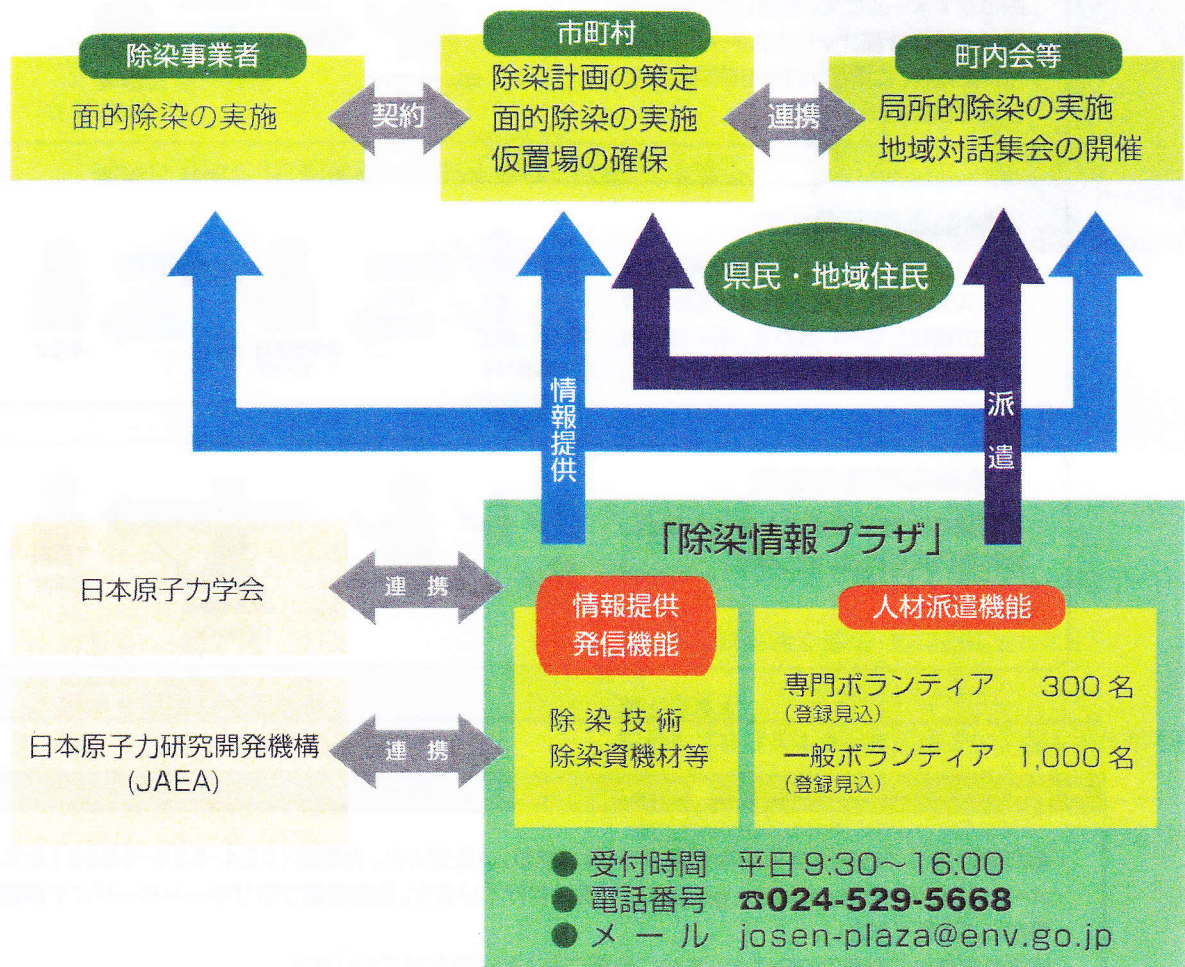 除染事業者
面的除染の実施
契約
市町村
除染計画の策定
面的除染の実施
仮置場の確保
連携
町内会等
局所的除染の実施
地域対話集会の開催
県民・地域住民
情報提供
派遣
日本原子力学会
連 携
日本原子力研究開発機構
(JAEA)
連 携
「除染情報プラザ」
情報提供
発信機能
除染技術
除染資機材等
人材派遣機能
専門ボランティア 300名
(登録見込)
一般ボランティア 1,000名
(登録見込)
● 受付時間 平日 9:30～16:00
● 電話番号 ☎024-529-5668
● メール josen-plaza@env.go.jp